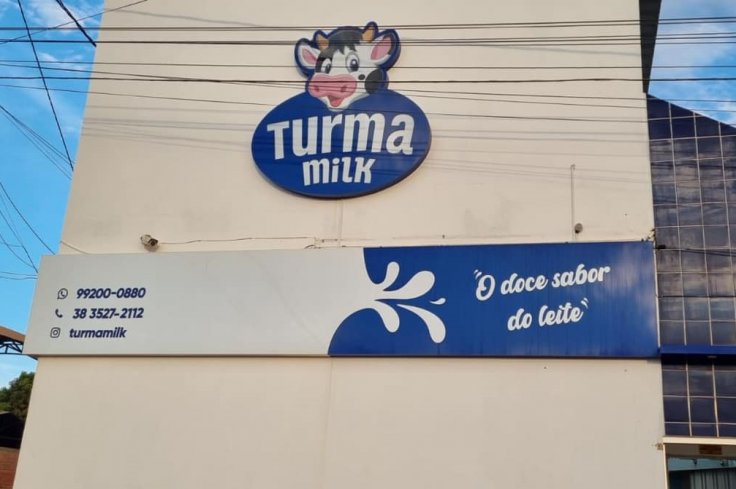 Turma
milk
99200-0880
38 3527-2112
turmamilk
"O doce sabor
do leite"